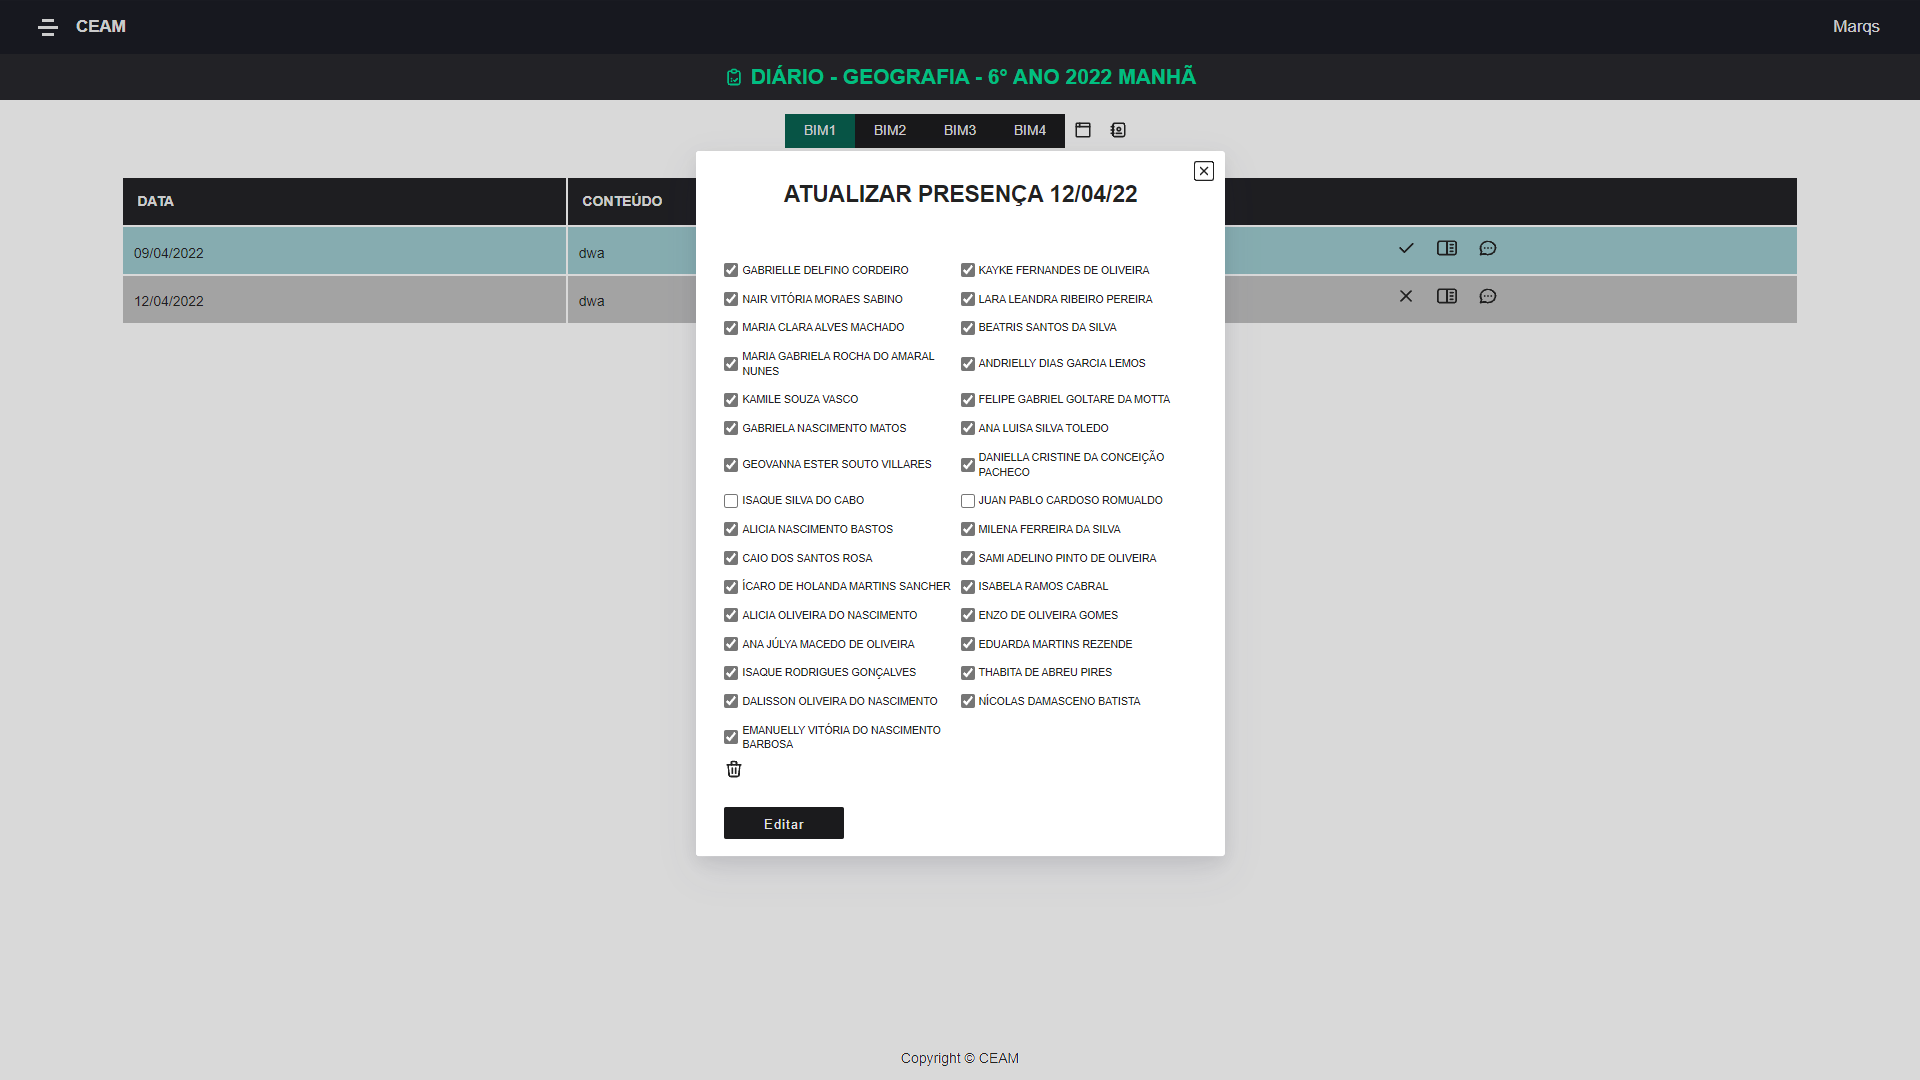 CEAM
Marqs
DIÁRIO - GEOGRAFIA - 6º ANO 2022 MANHÃ
BIM1 BIM2 BIM3 BIM4
DATA CONTEÚDO
09/04/2022 dwa
12/04/2022 dwa
ATUALIZAR PRESENÇA 12/04/22
GABRIELLE DELFINO CORDEIRO KAYKE FERNANDES DE OLIVEIRA
NAIR VITÓRIA MORAES SABINO LARA LEANDRA RIBEIRO PEREIRA
MARIA CLARA ALVES MACHADO BEATRIS SANTOS DA SILVA
MARIA GABRIELA ROCHA DO AMARAL
NUNES
ANDRIELLY DIAS GARCIA LEMOS
KAMILE SOUZA VASCO FELIPE GABRIEL GOLTARE DA MOTTA
GABRIELA NASCIMENTO MATOS ANA LUISA SILVA TOLEDO
GEOVANNA ESTER SOUTO VILLARES
DANIELLA CRISTINE DA CONCEIÇÃO
PACHECO
ISAQUE SILVA DO CABO JUAN PABLO CARDOSO ROMUALDO
ALICIA NASCIMENTO BASTOS MILENA FERREIRA DA SILVA
CAIO DOS SANTOS ROSA SAMI ADELINO PINTO DE OLIVEIRA
ÍCARO DE HOLANDA MARTINS SANCHER ISABELA RAMOS CABRAL
ALICIA OLIVEIRA DO NASCIMENTO ENZO DE OLIVEIRA GOMES
ANA JÚLYA MACEDO DE OLIVEIRA EDUARDA MARTINS REZENDE
ISAQUE RODRIGUES GONÇALVES THABITA DE ABREU PIRES
DALISSON OLIVEIRA DO NASCIMENTO NÍCOLAS DAMASCENO BATISTA
EMANUELLY VITÓRIA DO NASCIMENTO
BARBOSA
Editar
Copyright © CEAM